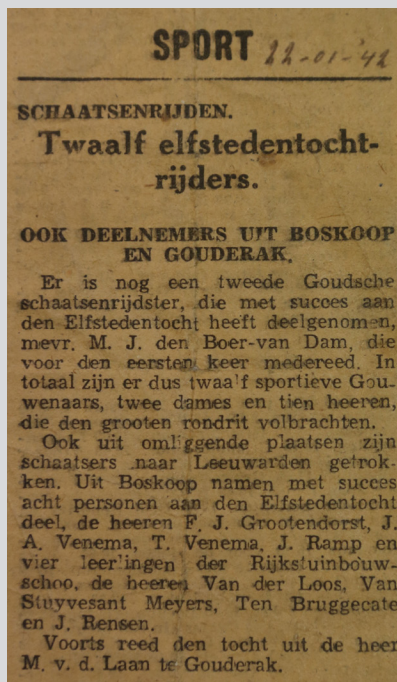 SPORT 22-01-'42
SCHAATSENRIJDEN.
Twaalf elfstedentocht-
rijders.
OOK DEELNEMERS UIT BOSKOOP
EN GOUDERAK.
Er is nog een tweede Goudsche
schaatsenrijdster, die met succes aan
den Elfstedentocht heeft deelgenomen,
mevr. M. J. den Boer-van Dam, die
voor den eersten keer medereed. In
totaal zijn er dus twaalf sportieve Gou-
wenaars, twee dames en tien heeren,
die den grooten rondrit volbrachten.
Ook uit omliggende plaatsen zijn
schaatsers naar Leeuwarden getrok-
ken. Uit Boskoop namen met succes
acht personen aan den Elfstedentocht
deel, de heeren F. J. Grootendorst, J.
A. Venema, T. Venema, J. Ramp en
vier leerlingen der Rijkstuinbouw-
schoo, de heeren Van der Loos, Van
Stuyvesant Meyers, Ten Bruggecate
en J. Rensen.
Voorts reed den tocht uit de heer
M. v. d. Laan te Gouderak.